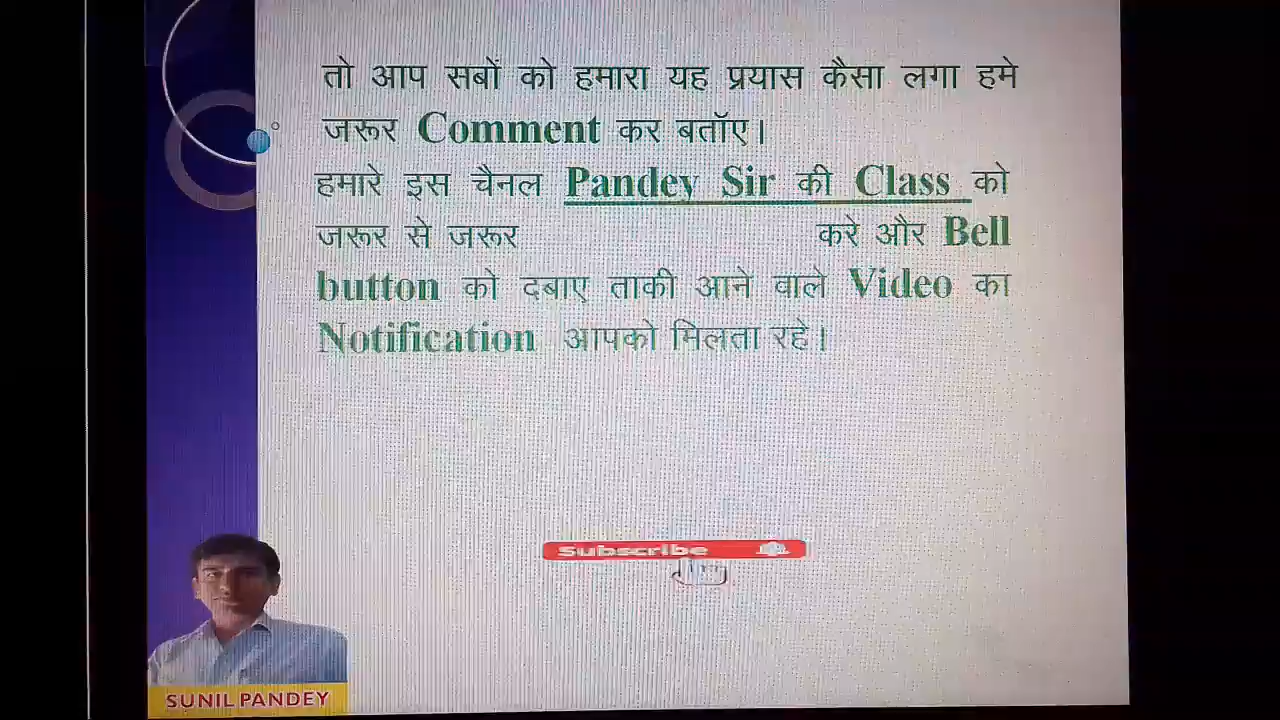 तो आप सबों को हमारा यह प्रयास कैसा लगा हमे
जरूर Comment कर बतॉए।
हमारे इस चैनल Pandey Sir की Class को
जरूर से जरूर करे और Bell
button को दबाए ताकी आने वाले Video का
Notification आपको मिलता रहे।
Subscribe
SUNIL PANDEY